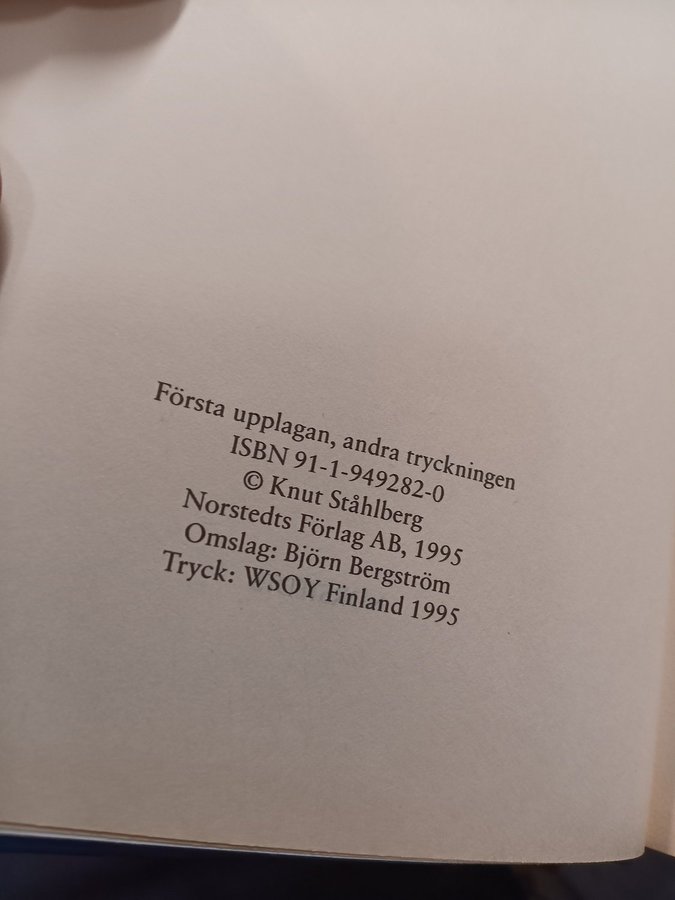 Första upplagan, andra tryckningen
ISBN 91-1-949282-0
© Knut Ståhlberg
Norstedts Förlag AB, 1995
Omslag: Björn Bergström
Tryck: WSOY Finland 1995